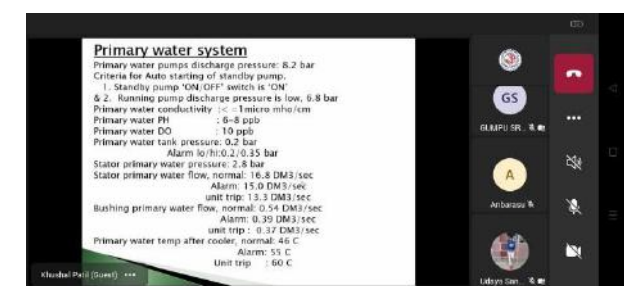 Primary water system
Primary water pumps discharge pressure: 8.2 bar
Criteria for Auto starting of standby pump.
1. Standby pump 'ON/OFF' switch is 'ON'
& 2. Running pump discharge pressure is low, 6.8 bar
Primary water conductivity :< =1micro mho/cm
Primary water PH : 6-8 ppb
Primary water DO : 10 ppb
Primary water tank pressure: 0.2 bar
Alarm lo/hi:0.2/0.35 bar
Stator primary water pressure: 2.8 bar
Stator primary water flow, normal: 16.8 DM3/sec
Alarm: 15.0 DM3/sec
unit trip: 13.3 DM3/sec
Bushing primary water flow, normal: 0.54 DM3/sec
Alarm: 0.39 DM3/sec
unit trip : 0.37 DM3/sec
Primary water temp after cooler, normal: 46 C
Alarm: 55 C
Unit trip : 60 C
Khushal Patil (Guest) •••
GS
GUMPU SR...
A
Anbarasu
Udaya San...